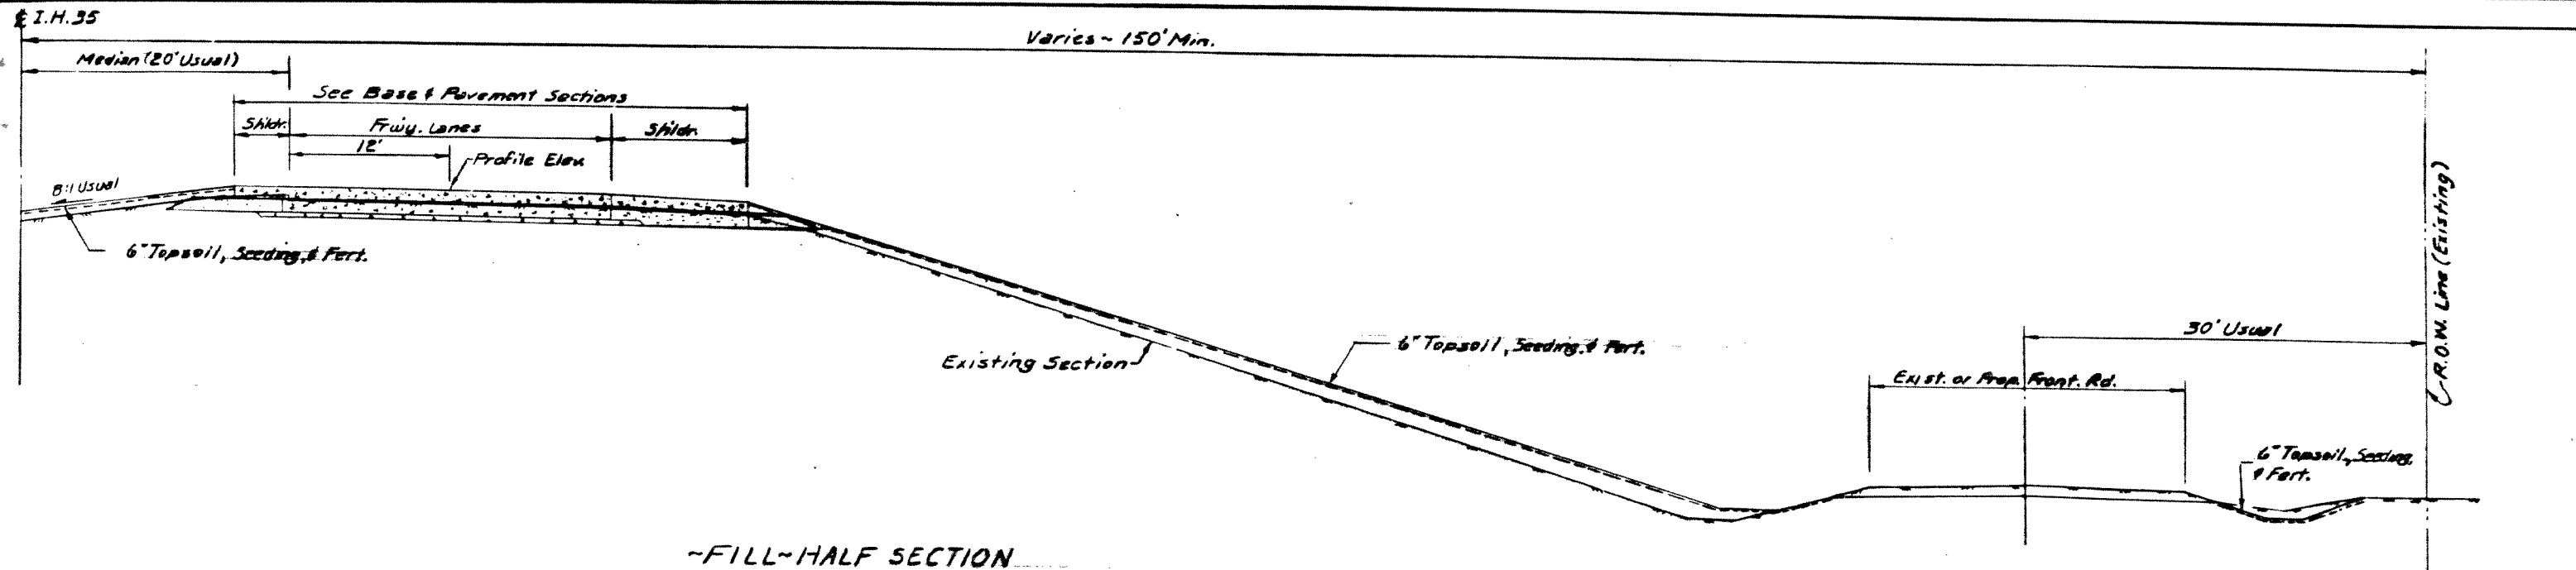 ℄ I.H.35
Varies ~ 150' Min.
Median (20' Usual)
See Base & Pavement Sections
Shldr.
Frwy. Lanes
Shldr.
12'
Profile Elev.
8:1 Usual
6" Topsoil, Seeding, & Fert.
R.O.W. Line (Existing)
30' Usual
6" Topsoil, Seeding, & Fert.
Existing Section
Exist. or Prop. Front. Rd.
6" Topsoil, Seeding,
& Fert.
~FILL~HALF SECTION